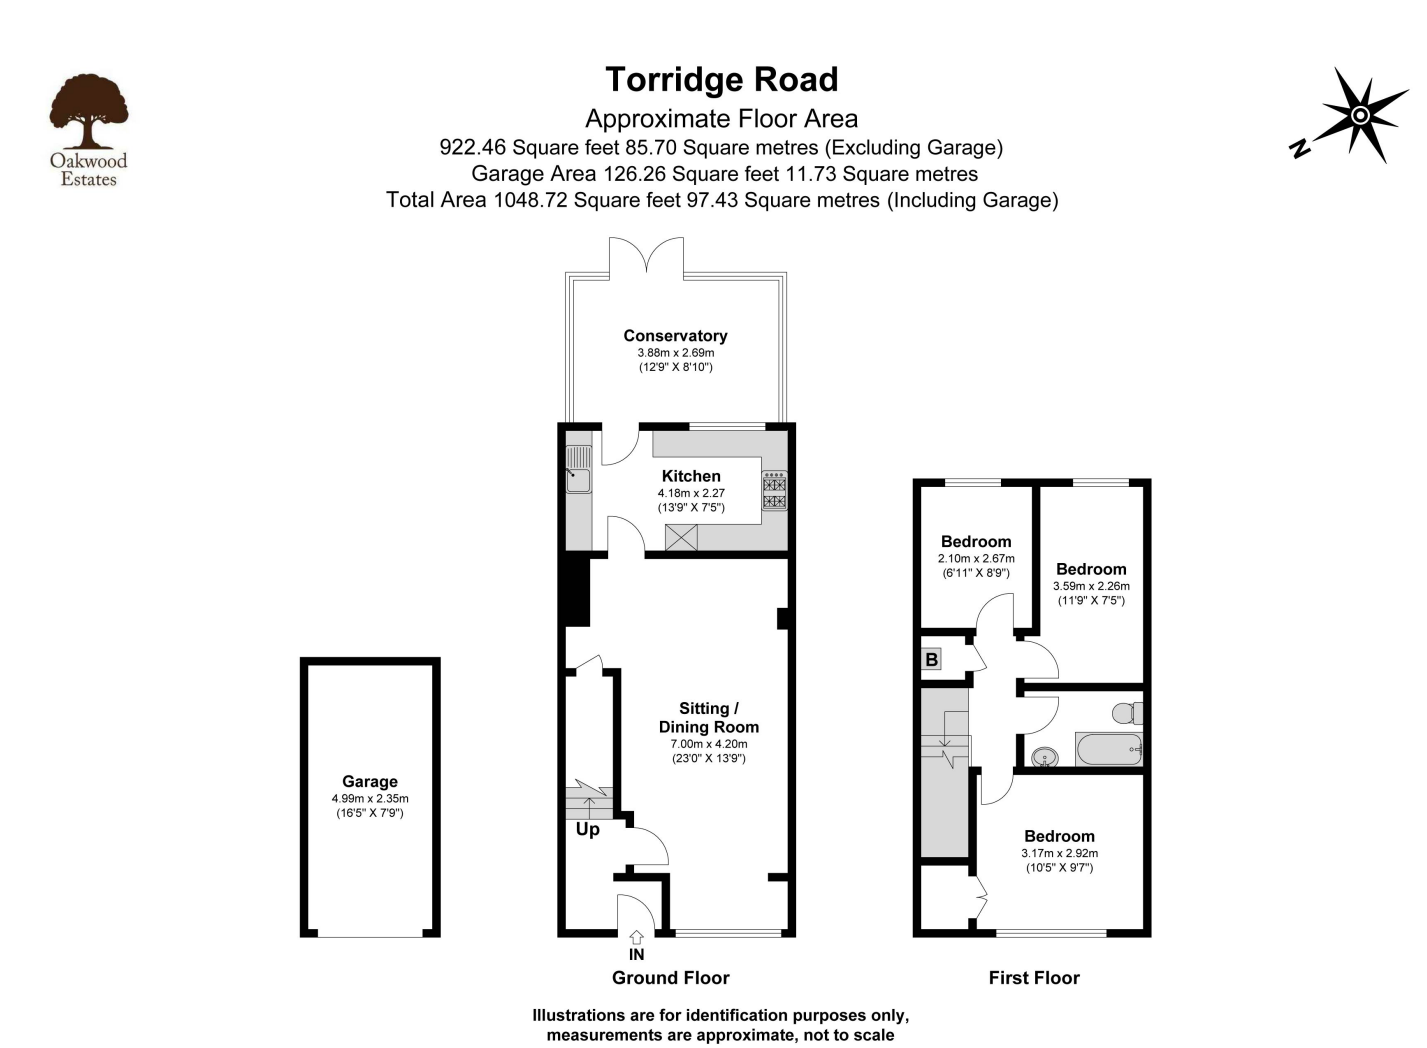 Torridge Road
Approximate Floor Area
922.46 Square feet 85.70 Square metres (Excluding Garage)
Garage Area 126.26 Square feet 11.73 Square metres
Total Area 1048.72 Square feet 97.43 Square metres (Including Garage)
Oakwood
Estates
N
Conservatory
3.88m x 2.69m
(12'9" X 8'10")
Kitchen
4.18m x 2.27
(13'9" X 7'5")
Sitting /
Dining Room
7.00m x 4.20m
(23'0" X 13'9")
Up
IN
Ground Floor
Garage
4.99m x 2.35m
(16'5" X 7'9")
Bedroom
2.10m x 2.67m
(6'11" X 8'9")
Bedroom
3.59m x 2.26m
(11'9" X 7'5")
B
Bedroom
3.17m x 2.92m
(10'5" X 9'7")
First Floor
Illustrations are for identification purposes only,
measurements are approximate, not to scale